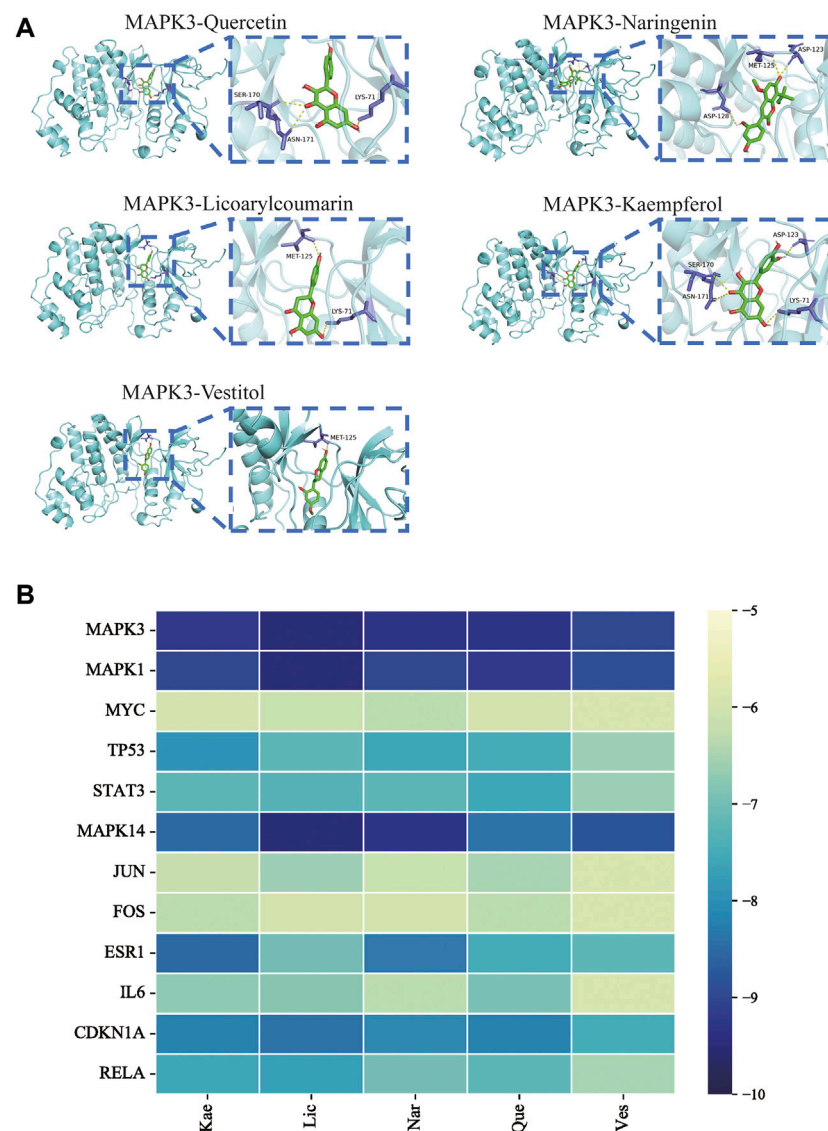 A
MAPK3-Quercetin
SER-170
LYS-71
ASN-171
MAPK3-Naringenin
ASP-123
MET-125
ASP-128
MAPK3-Licoarylcoumarin
MET-125
LYS-71
MAPK3-Kaempferol
ASP-123
SER-170
ASN-171
LYS-71
MAPK3-Vestitol
MET-125
B
MAPK3
MAPK1
MYC
TP53
STAT3
MAPK14
JUN
FOS
ESR1
IL6
CDKN1A
RELA
Kae
Lic
Nar
Que
Ves
−5
−6
−7
−8
−9
−10